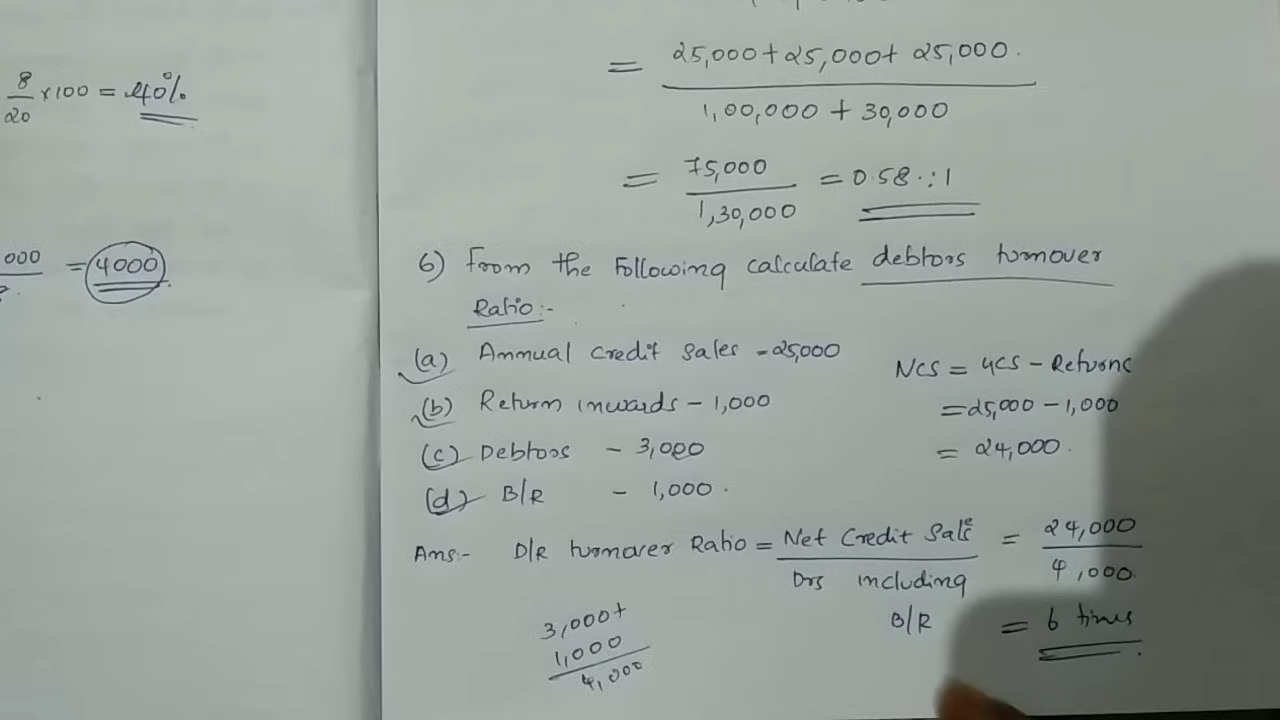 8/20 ×100 = 40%
000 = 4000
= 25,000+25,000+ 25,000.
1,00,000 + 30,000
= 75,000 / 1,30,000 = 0.58 : 1
6) From the Following calculate debtors turnover
Ratio:-
(a) Annual credit sales - 25,000
(b) Return inwards - 1,000
(c) Debtors - 3,000
(d) B/R - 1,000.
NCS = GCS - Returns
= 25,000 - 1,000
= 24,000.
Ans:- D/R turnover Ratio = Net Credit Sale / Drs including B/R = 24,000 / 4,000.
= 6 times.
3,000+
1,000
4,000